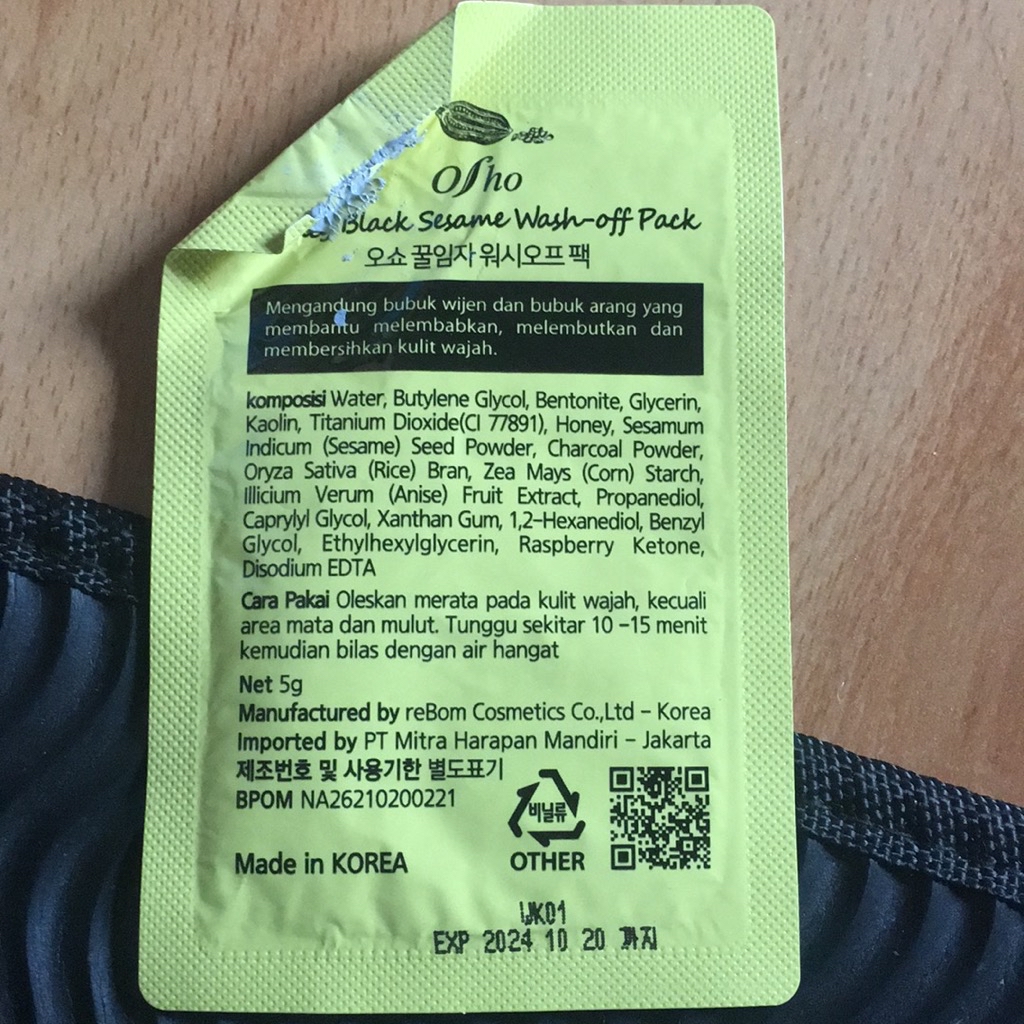 Osho
Black Sesame Wash-off Pack
오쇼 꿀임자 워시오프 팩
Mengandung bubuk wijen dan bubuk arang yang
membantu melembabkan, melembutkan dan
membersihkan kulit wajah.
komposisi Water, Butylene Glycol, Bentonite, Glycerin,
Kaolin, Titanium Dioxide(CI 77891), Honey, Sesamum
Indicum (Sesame) Seed Powder, Charcoal Powder,
Oryza Sativa (Rice) Bran, Zea Mays (Corn) Starch,
Illicium Verum (Anise) Fruit Extract, Propanediol,
Caprylyl Glycol, Xanthan Gum, 1,2-Hexanediol, Benzyl
Glycol, Ethylhexylglycerin, Raspberry Ketone,
Disodium EDTA
Cara Pakai Oleskan merata pada kulit wajah, kecuali
area mata dan mulut. Tunggu sekitar 10 -15 menit
kemudian bilas dengan air hangat
Net 5g
Manufactured by reBom Cosmetics Co.,Ltd - Korea
Imported by PT Mitra Harapan Mandiri - Jakarta
제조번호 및 사용기한 별도표기
BPOM NA26210200221
비닐류
OTHER
Made in KOREA
UK01
EXP 2024 10 20 까지